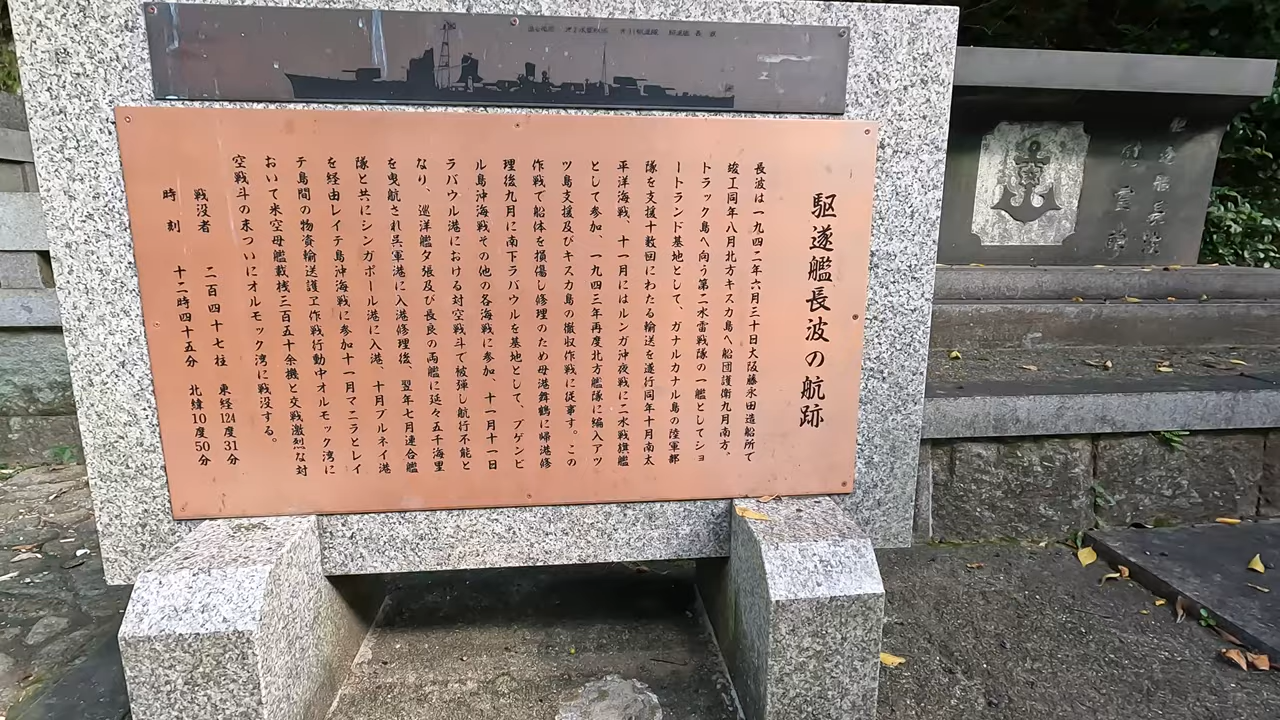 駆逐艦長波の航跡
長波は一九四二年六月三十日大阪藤永田造船所で
竣工同年八月北方キスカ島へ船団護衛九月南方、
トラック島へ向う第二水雷戦隊の一艦としてショ
ートランド基地として、ガナルカナル島の陸軍部
隊を支援十数回にわたる輸送を遂行同年十月南太
平洋海戦、十一月にはルンガ沖夜戦に二水戦旗艦
として参加、一九四三年再度北方艦隊に編入アッ
ツ島支援及びキスカ島の撤収作戦に従事。この
作戦で船体を損傷し修理のため母港舞鶴に帰港修
理後九月に南下ラバウルを基地として、ブゲンビ
ル島沖海戦その他の各海戦に参加、十一月十一日
ラバウル港における対空戦斗で被弾し航行不能と
なり、巡洋艦夕張及び長良の両艦に延々五千海里
を曳航され呉軍港に入港修理後、翌年七月連合艦
隊と共にシンガポール港に入港、十月ブルネイ港
を経由レイテ島沖海戦に参加十一月マニラとレイ
テ島間の物資輸送護ヱ作戦行動中オルモック湾に
おいて米空母艦載機三百五十余機と交戦激烈な対
空戦斗の末ついにオルモック湾に戦没する。
戦没者　二百四十七柱　東経124度31分
時刻　十二時四十五分　北緯10度50分